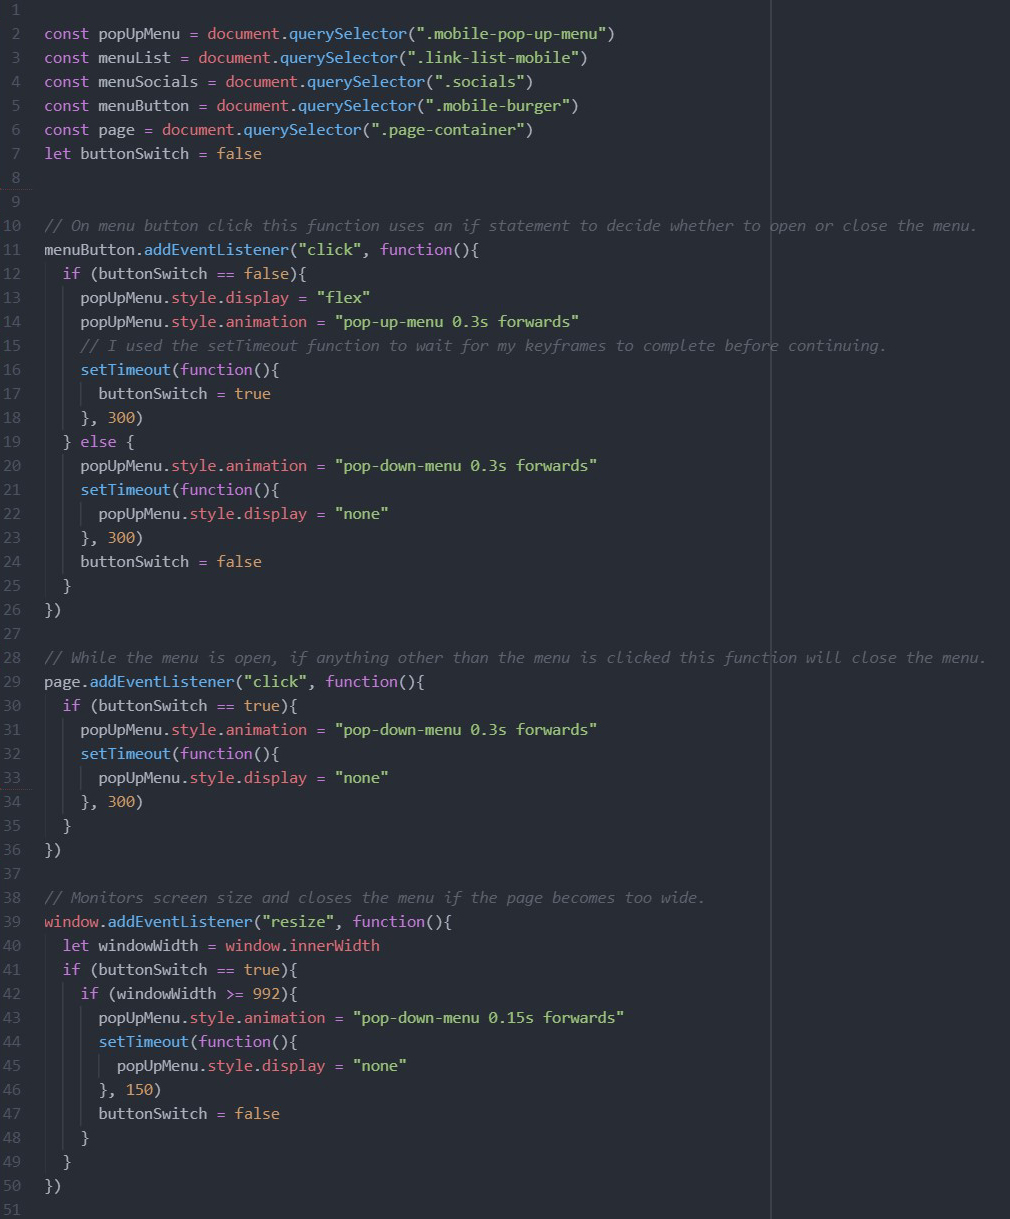 1
2 const popUpMenu = document.querySelector(".mobile-pop-up-menu")
3 const menuList = document.querySelector(".link-list-mobile")
4 const menuSocials = document.querySelector(".socials")
5 const menuButton = document.querySelector(".mobile-burger")
6 const page = document.querySelector(".page-container")
7 let buttonSwitch = false
8
9
10 // On menu button click this function uses an if statement to decide whether to open or close the menu.
11 menuButton.addEventListener("click", function(){
12   if (buttonSwitch == false){
13     popUpMenu.style.display = "flex"
14     popUpMenu.style.animation = "pop-up-menu 0.3s forwards"
15     // I used the setTimeout function to wait for my keyframes to complete before continuing.
16     setTimeout(function(){
17       buttonSwitch = true
18     }, 300)
19   } else {
20     popUpMenu.style.animation = "pop-down-menu 0.3s forwards"
21     setTimeout(function(){
22       popUpMenu.style.display = "none"
23     }, 300)
24     buttonSwitch = false
25   }
26 })
27
28 // While the menu is open, if anything other than the menu is clicked this function will close the menu.
29 page.addEventListener("click", function(){
30   if (buttonSwitch == true){
31     popUpMenu.style.animation = "pop-down-menu 0.3s forwards"
32     setTimeout(function(){
33       popUpMenu.style.display = "none"
34     }, 300)
35   }
36 })
37
38 // Monitors screen size and closes the menu if the page becomes too wide.
39 window.addEventListener("resize", function(){
40   let windowWidth = window.innerWidth
41   if (buttonSwitch == true){
42     if (windowWidth >= 992){
43       popUpMenu.style.animation = "pop-down-menu 0.15s forwards"
44       setTimeout(function(){
45         popUpMenu.style.display = "none"
46       }, 150)
47       buttonSwitch = false
48     }
49   }
50 })
51